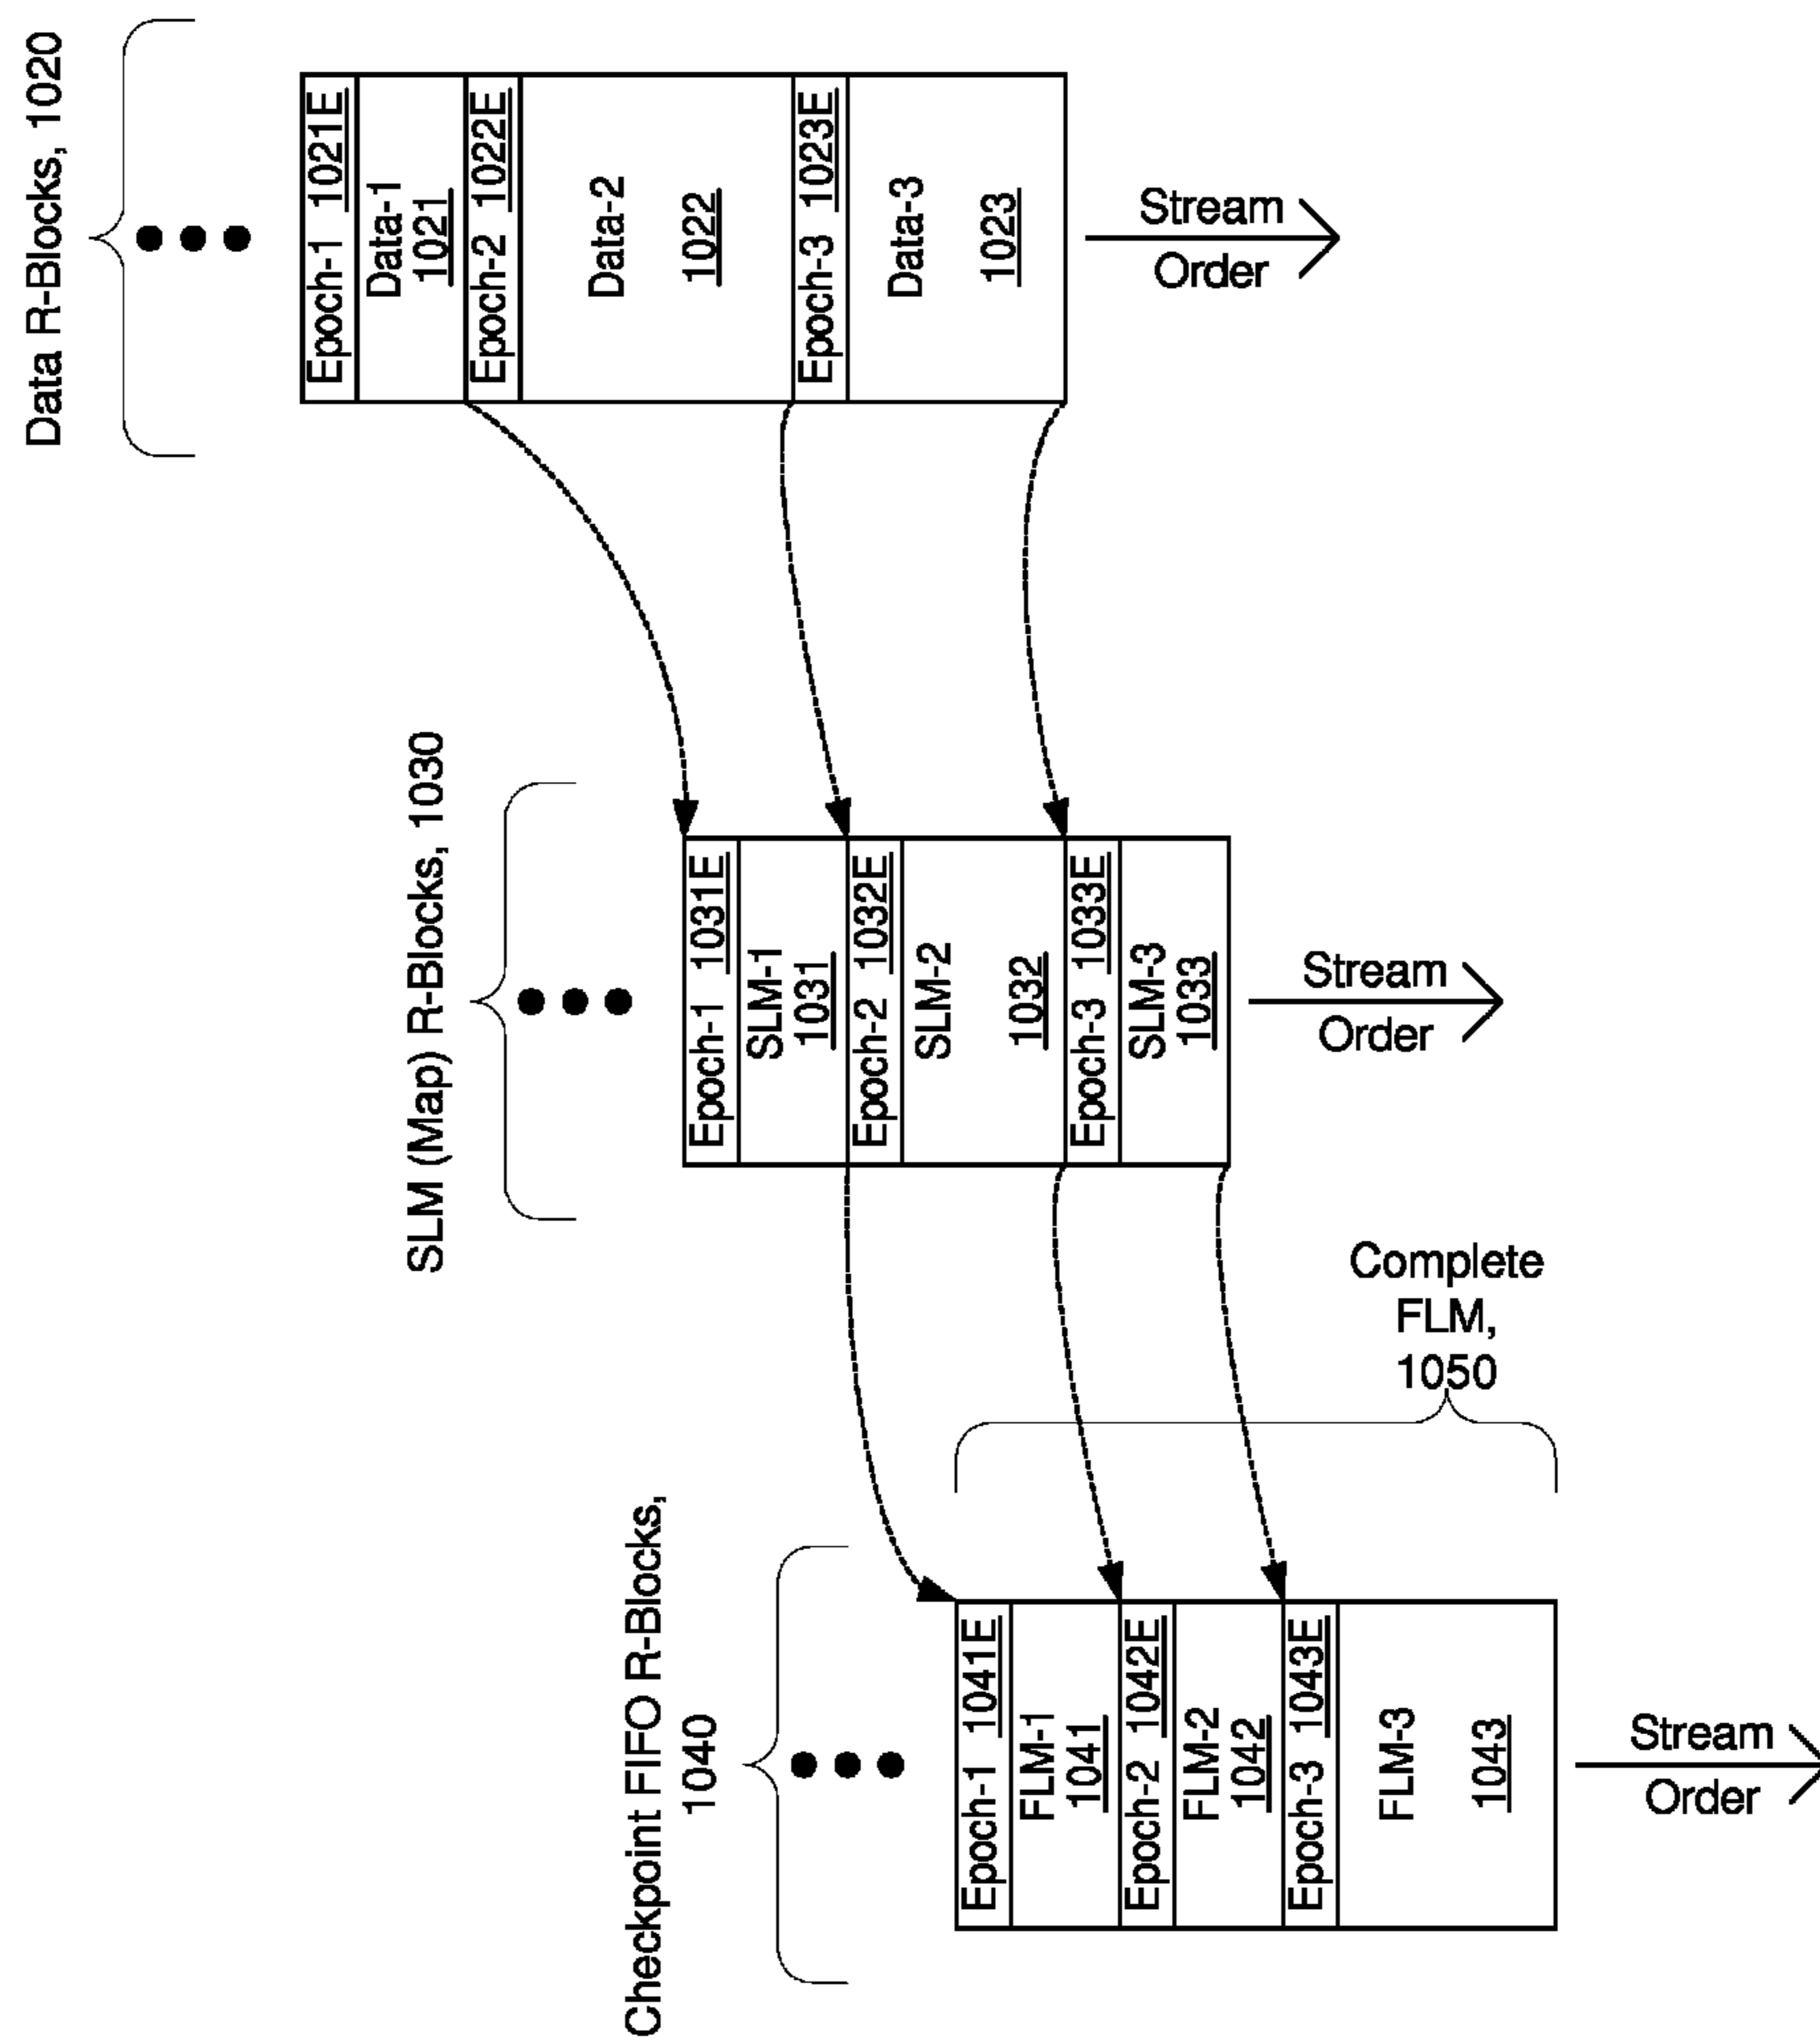 Data R-Blocks, 1020
Epoch-1 1021E
Data-1
1021
Epoch-2 1022E
Data-2
1022
Epoch-3 1023E
Data-3
1023
Stream
Order
SLM (Map) R-Blocks, 1030
Epoch-1 1031E
SLM-1
1031
Epoch-2 1032E
SLM-2
1032
Epoch-3 1033E
SLM-3
1033
Stream
Order
Complete
FLM,
1050
Checkpoint FIFO R-Blocks,
1040
Epoch-1 1041E
FLM-1
1041
Epoch-2 1042E
FLM-2
1042
Epoch-3 1043E
FLM-3
1043
Stream
Order